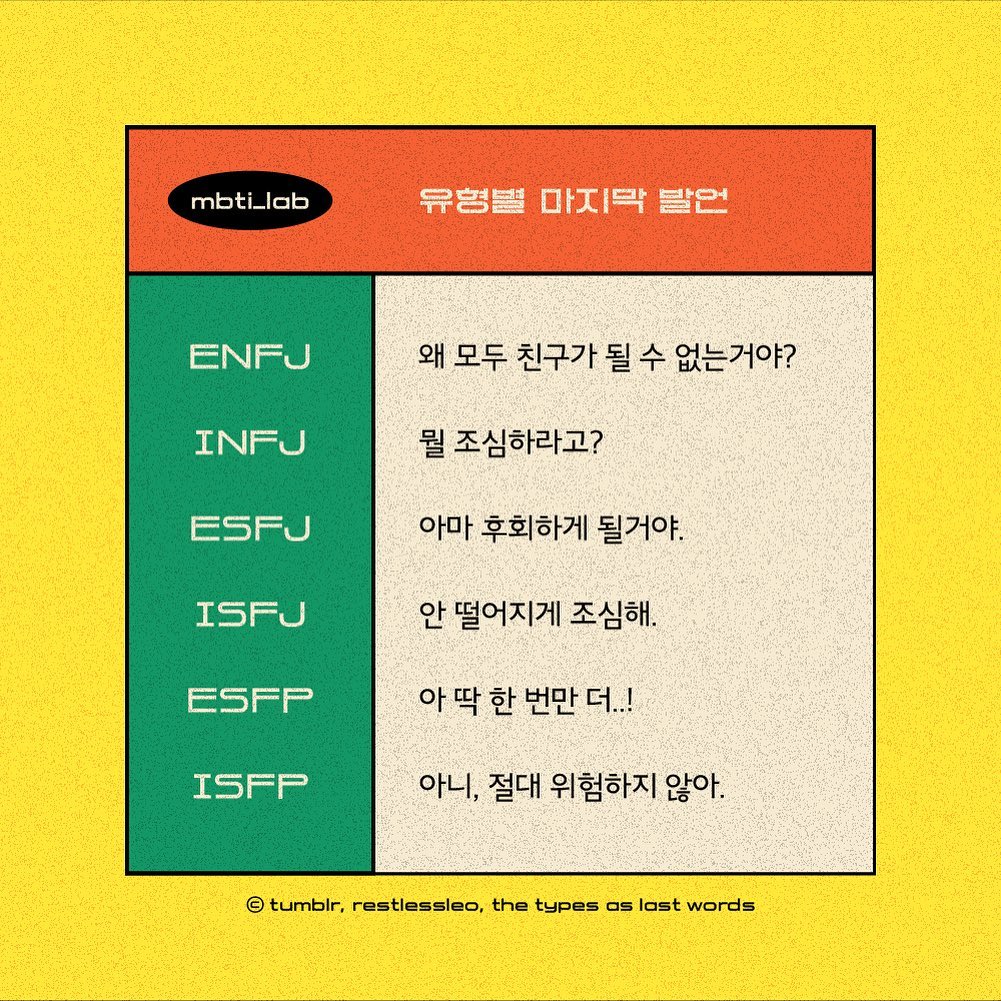 mbti_lab 유형별 마지막 발언
ENFJ 왜 모두 친구가 될 수 없는거야?
INFJ 뭘 조심하라고?
ESFJ 아마 후회하게 될거야.
ISFJ 안 떨어지게 조심해.
ESFP 아 딱 한 번만 더..!
ISFP 아니, 절대 위험하지 않아.
© tumblr, restlessleo, the types as last words